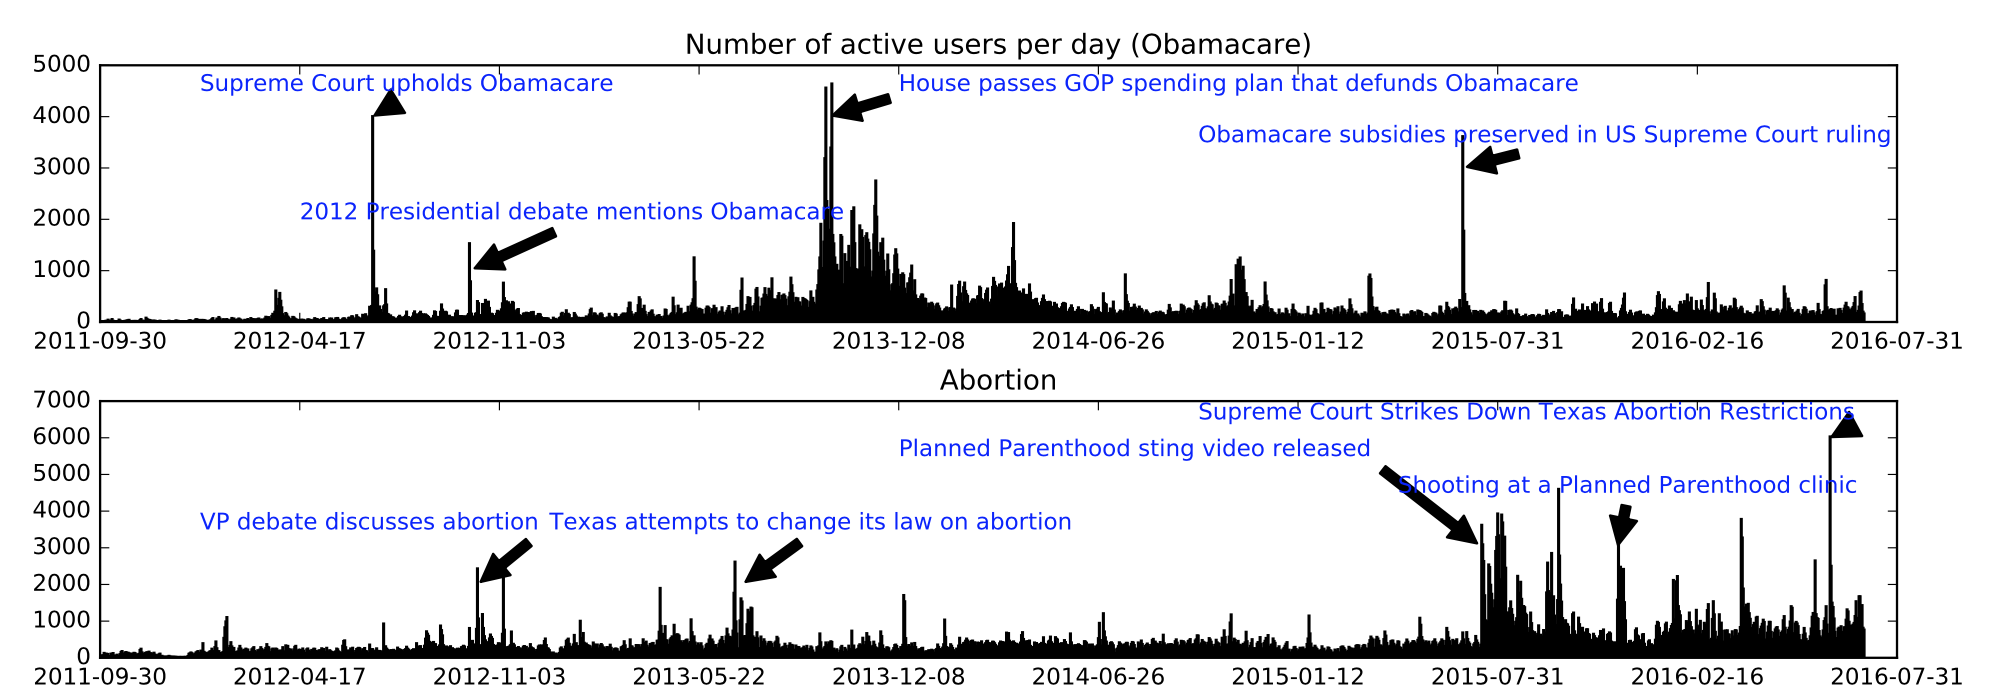 Number of active users per day (Obamacare)
5000
Supreme Court upholds Obamacare
House passes GOP spending plan that defunds Obamacare
4000
Obamacare subsidies preserved in US Supreme Court ruling
3000
2012 Presidential debate mentions Obamacare
2000
1000
0
2011-09-30 2012-04-17 2012-11-03 2013-05-22 2013-12-08 2014-06-26 2015-01-12 2015-07-31 2016-02-16 2016-07-31
Abortion
7000
Supreme Court Strikes Down Texas Abortion Restrictions
6000
Planned Parenthood sting video released
5000
Shooting at a Planned Parenthood clinic
4000
VP debate discusses abortion Texas attempts to change its law on abortion
3000
2000
1000
0
2011-09-30 2012-04-17 2012-11-03 2013-05-22 2013-12-08 2014-06-26 2015-01-12 2015-07-31 2016-02-16 2016-07-31